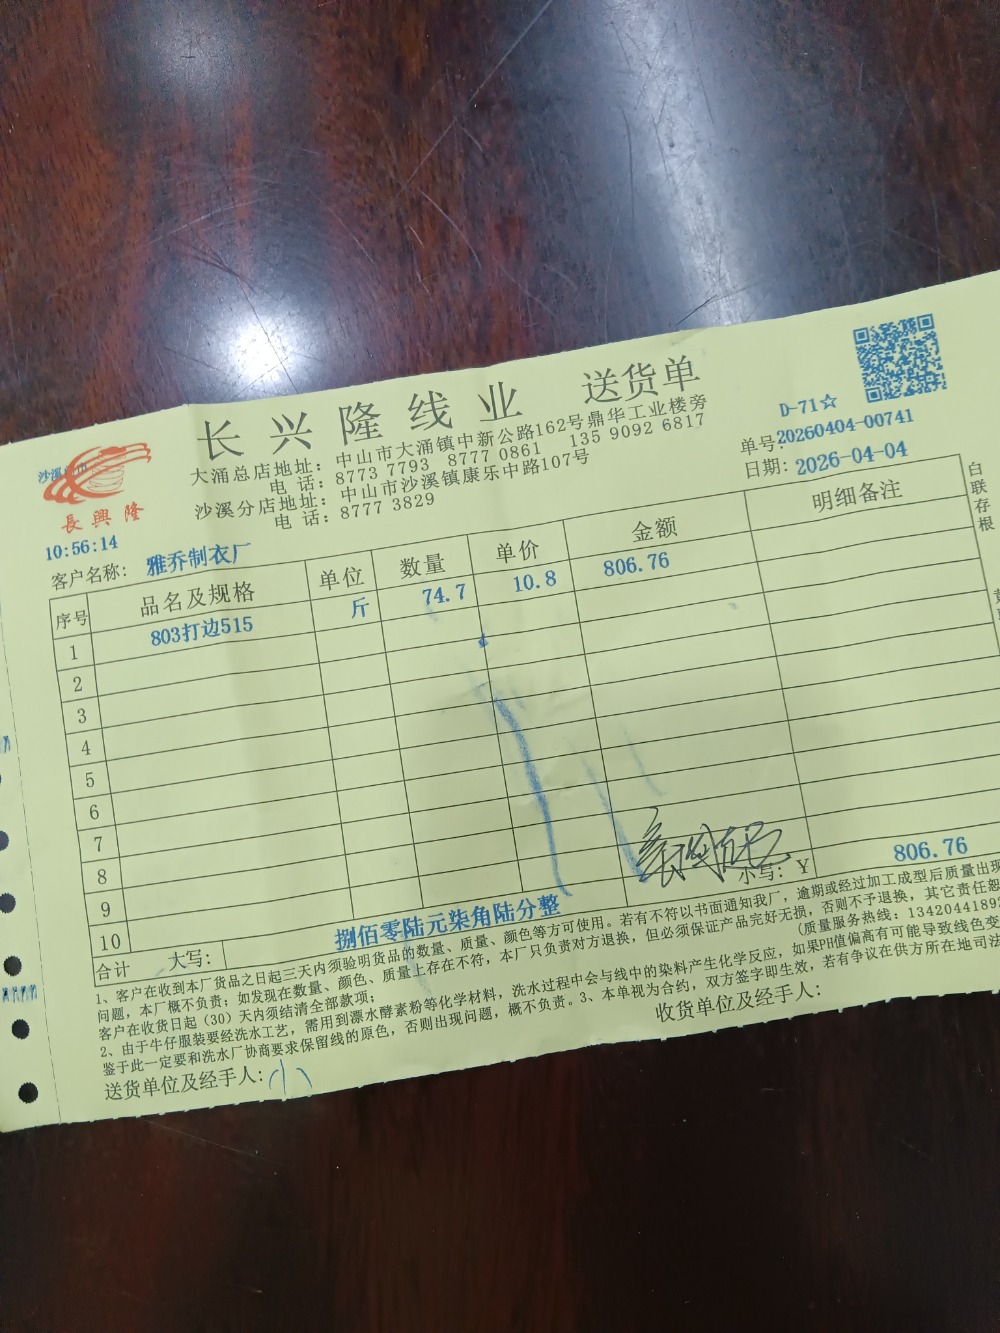 长兴隆线业 送货单
大涌总店地址：中山市大涌镇中新公路162号鼎华工业楼旁
电 话：8773 7793 8777 0861 135 9092 6817
沙溪分店地址：中山市沙溪镇康乐中路107号
电 话：8777 3829
長興隆
D-71☆
单号:20260404-00741
日期: 2026-04-04
10:56:14
客户名称: 雅乔制衣厂
白联存根
序号 品名及规格 单位 数量 单价 金额 明细备注
1 803打边515 斤 74.7 10.8 806.76
2
3
4
5
6
7
8
9
10
合计 大写: 捌佰零陆元柒角陆分整 小写: Y 806.76
1、客户在收到本厂货品之日起三天内须验明货品的数量、质量、颜色等方可使用。若有不符以书面通知我厂，逾期或经过加工成型后质量出现
问题，本厂概不负责；如发现在数量、颜色、质量上存在不符，本厂只负责对方退换，但必须保证产品完好无损，否则不予退换，其它责任恕
客户在收货日起（30）天内须结清全部款项；
(质量服务热线: 134204418
2、由于牛仔服装要经洗水工艺，需用到漂水酵素粉等化学材料，洗水过程中会与线中的染料产生化学反应，如果PH值偏高有可能导致线色变
鉴于此一定要和洗水厂协商要求保留线的原色，否则出现问题，概不负责。3、本单视为合约，双方签字即生效，若有争议在供方所在地司法
送货单位及经手人: 小
收货单位及经手人: